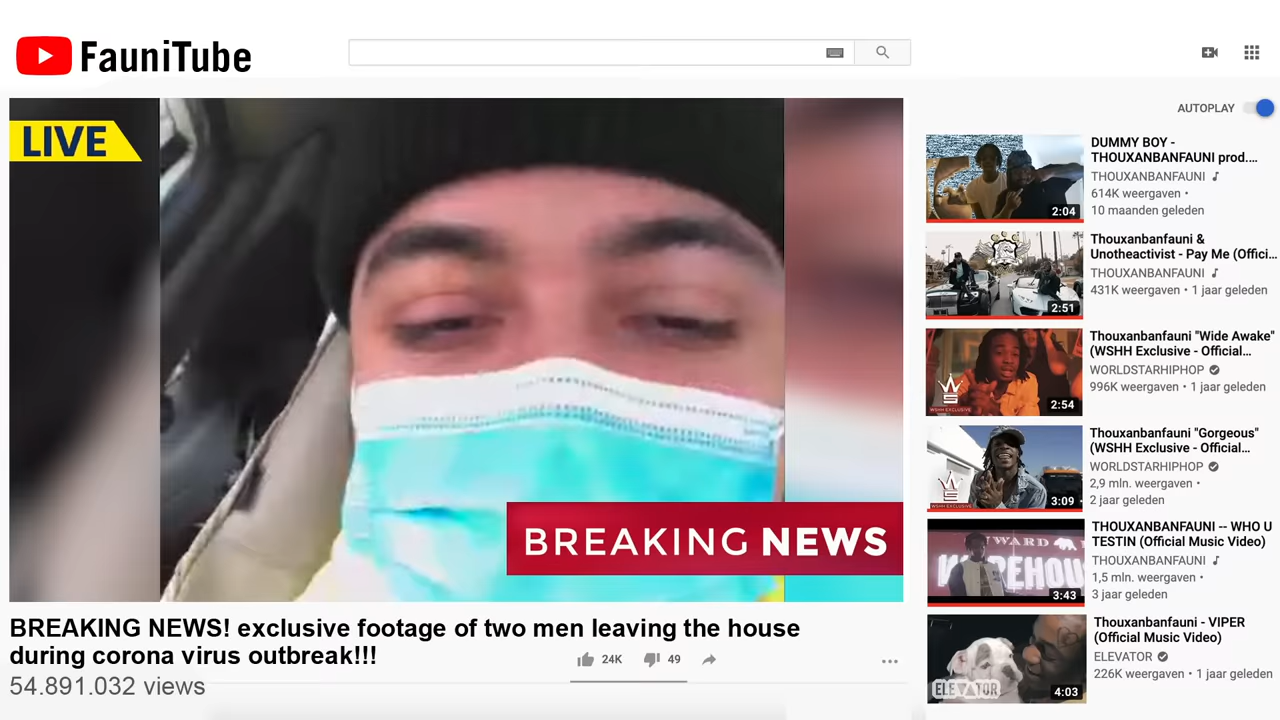 FauniTube
LIVE
BREAKING NEWS
BREAKING NEWS! exclusive footage of two men leaving the house
during corona virus outbreak!!!
54.891.032 views
24K
49
AUTOPLAY
DUMMY BOY -
THOUXANBANFAUNI prod....
THOUXANBANFAUNI
614K weergaven •
10 maanden geleden
2:04
Thouxanbanfauni &
Unotheactivist - Pay Me (Offici...
THOUXANBANFAUNI
431K weergaven • 1 jaar geleden
2:51
Thouxanbanfauni "Wide Awake"
(WSHH Exclusive - Official...
WORLDSTARHIPHOP
996K weergaven • 1 jaar geleden
WSHH EXCLUSIVE
2:54
Thouxanbanfauni "Gorgeous"
(WSHH Exclusive - Official...
WORLDSTARHIPHOP
2,9 mln. weergaven •
2 jaar geleden
WSHH EXCLUSIVE
3:09
THOUXANBANFAUNI -- WHO U
TESTIN (Official Music Video)
THOUXANBANFAUNI
1,5 mln. weergaven •
3 jaar geleden
3:43
Thouxanbanfauni - VIPER
(Official Music Video)
ELEVATOR
226K weergaven • 1 jaar geleden
ELEVATOR
4:03